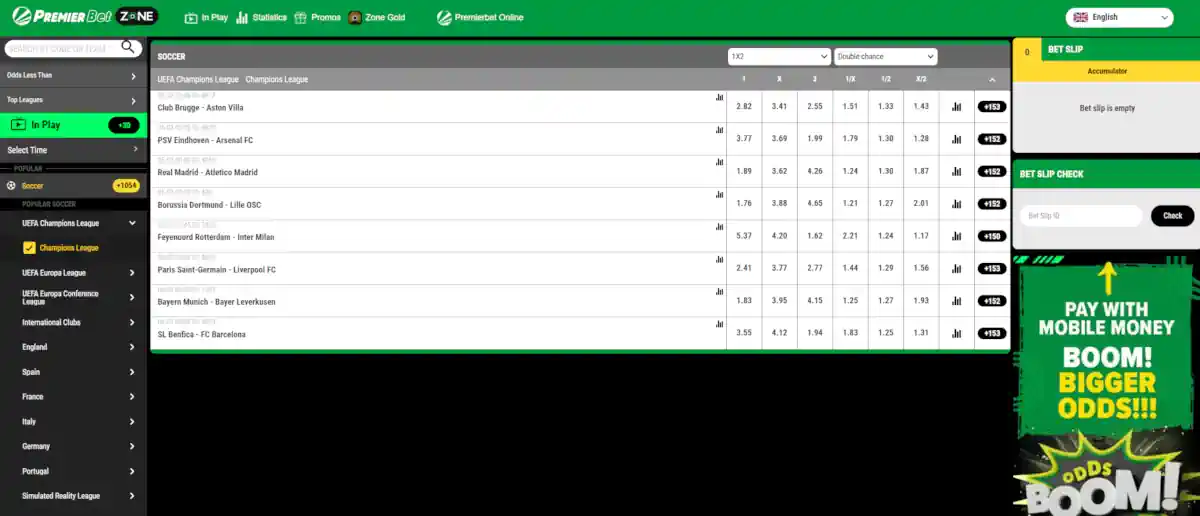 PREMIER Bet ZONE
In Play
Statistics
Promos
Zone Gold
Premierbet Online
English
SEARCH BY CODE OR TEAM
Odds Less Than
Top Leagues
In Play +30
Select Time
POPULAR
Soccer +1054
POPULAR SOCCER
UEFA Champions League
Champions League
UEFA Europa League
UEFA Europa Conference
League
International Clubs
England
Spain
France
Italy
Germany
Portugal
Simulated Reality League
SOCCER 1X2 Double chance
UEFA Champions League Champions League 1 X 2 1/X 1/2 X/2
Club Brugge - Aston Villa 2.82 3.41 2.55 1.51 1.33 1.43 +153
PSV Eindhoven - Arsenal FC 3.77 3.69 1.99 1.79 1.30 1.28 +152
Real Madrid - Atletico Madrid 1.89 3.62 4.26 1.24 1.30 1.87 +152
Borussia Dortmund - Lille OSC 1.76 3.88 4.65 1.21 1.27 2.01 +152
Feyenourd Rotterdam - Inter Milan 5.37 4.20 1.62 2.21 1.24 1.17 +150
Paris Saint-Germain - Liverpool FC 2.41 3.77 2.77 1.44 1.29 1.56 +153
Bayern Munich - Bayer Leverkusen 1.83 3.95 4.15 1.25 1.27 1.93 +152
SL Benfica - FC Barcelona 3.55 4.12 1.94 1.83 1.25 1.31 +153
0 BET SLIP
Accumulator
Bet slip is empty
BET SLIP CHECK
Bet Slip ID Check
PAY WITH
MOBILE MONEY
BOOM!
BIGGER
ODDS!!!
ODDS
BOOM!